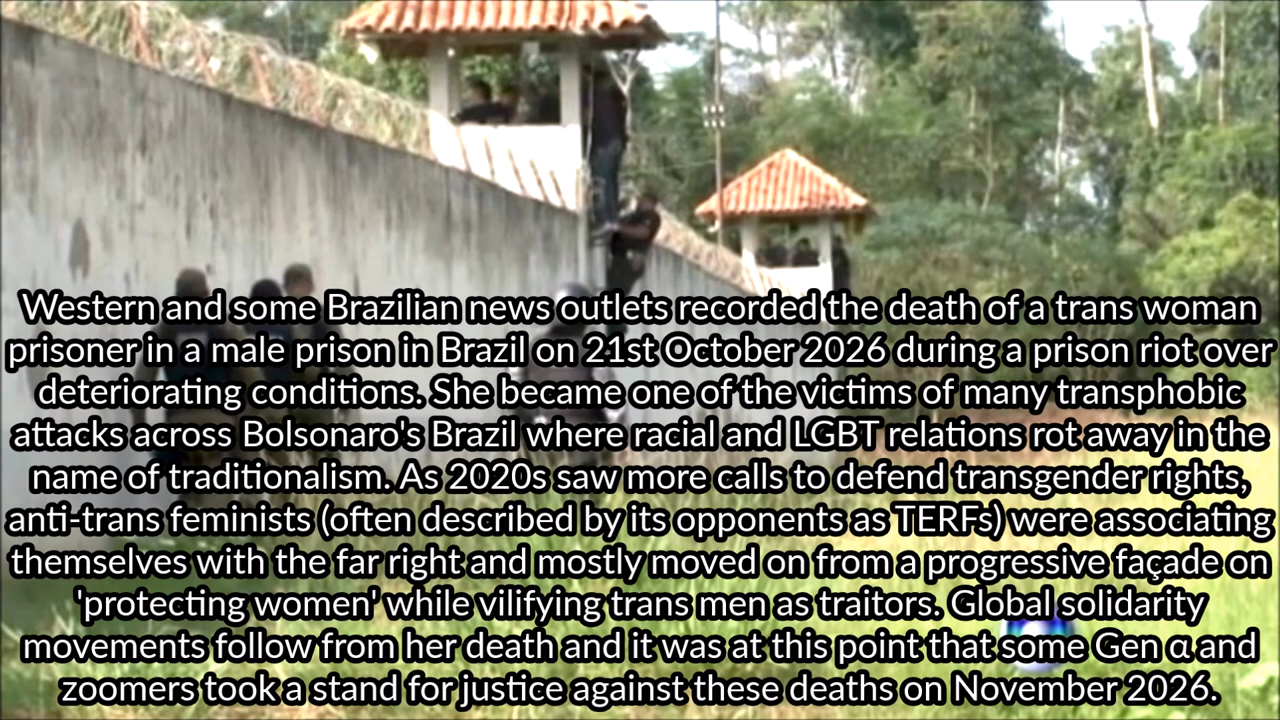 Western and some Brazilian news outlets recorded the death of a trans woman
prisoner in a male prison in Brazil on 21st October 2026 during a prison riot over
deteriorating conditions. She became one of the victims of many transphobic
attacks across Bolsonaro's Brazil where racial and LGBT relations rot away in the
name of traditionalism. As 2020s saw more calls to defend transgender rights,
anti-trans feminists (often described by its opponents as TERFs) were associating
themselves with the far right and mostly moved on from a progressive façade on
'protecting women' while vilifying trans men as traitors. Global solidarity
movements follow from her death and it was at this point that some Gen α and
zoomers took a stand for justice against these deaths on November 2026.